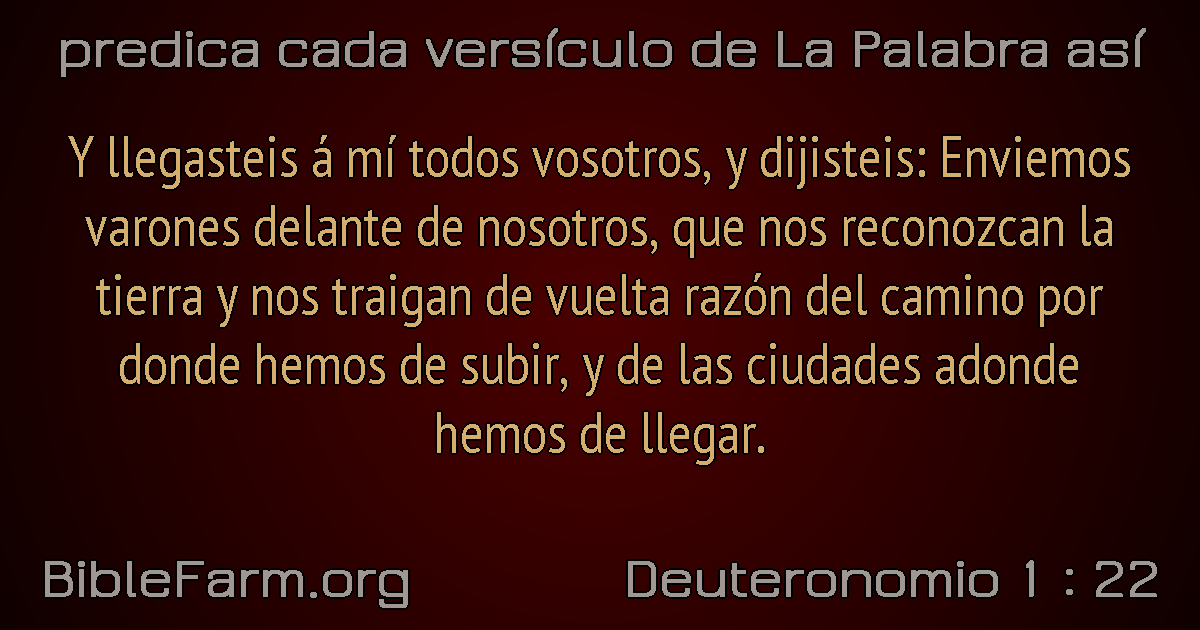 predica cada versículo de La Palabra así
Y llegasteis á mí todos vosotros, y dijisteis: Enviemos
varones delante de nosotros, que nos reconozcan la
tierra y nos traigan de vuelta razón del camino por
donde hemos de subir, y de las ciudades adonde
hemos de llegar.
BibleFarm.org
Deuteronomio 1 : 22